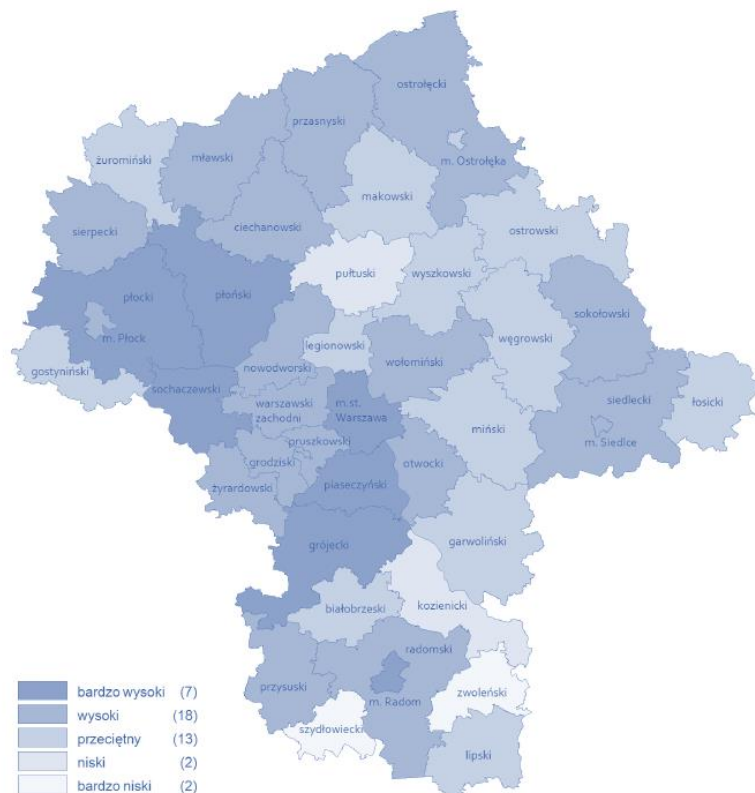 ostrołęcki
przasnyski
m. Ostrołęka
żuromiński
mławski
makowski
ciechanowski
sierpecki
ostrowski
pułtuski
wyszkowski
płocki
płoński
sokołowski
m. Płock
węgrowski
legionowski
wołomiński
nowodworski
gostyniński
sochaczewski
warszawski
zachodni
m.st.
Warszawa
siedlecki
łosicki
miński
m. Siedlce
pruszkowski
grodziski
otwocki
żyrardowski
piaseczyński
garwoliński
grójecki
białobrzeski
kozienicki
radomski
przysuski
zwoleński
m. Radom
szydłowiecki
lipski
bardzo wysoki (7)
wysoki (18)
przeciętny (13)
niski (2)
bardzo niski (2)